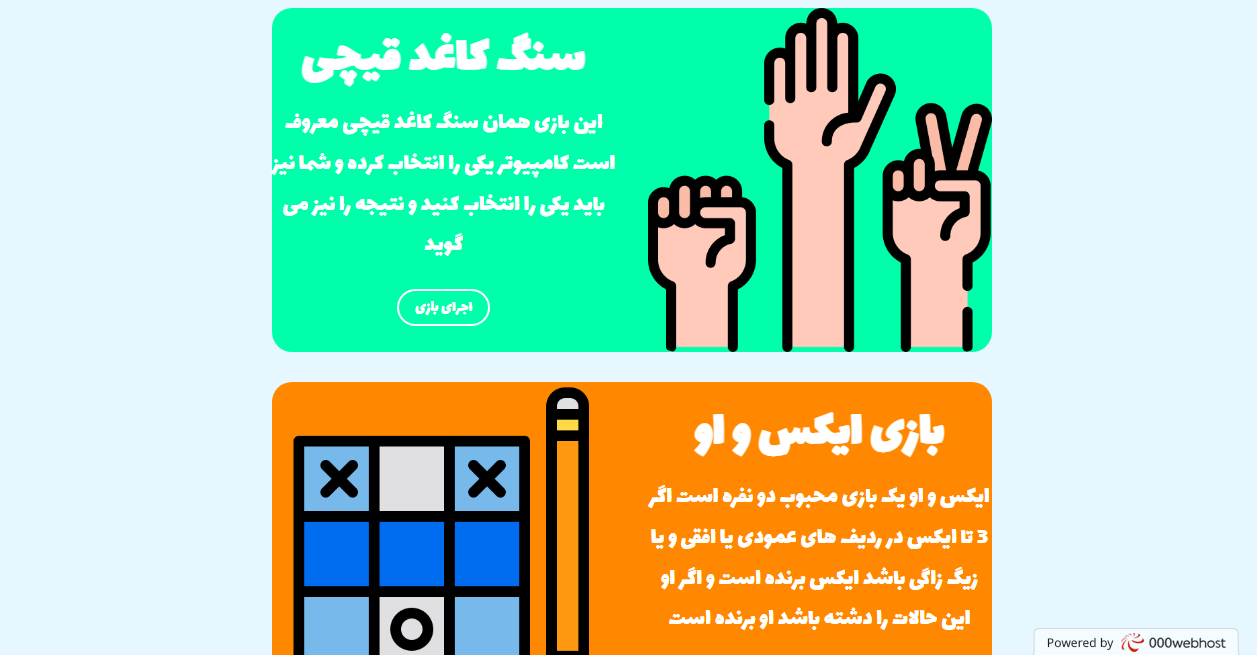 سنگ کاغذ قیچی
این بازی همان سنگ کاغذ قیچی معروف
است کامپیوتر یکی را انتخاب کرده و شما نیز
باید یکی را انتخاب کنید و نتیجه را نیز می
گوید
اجرای بازی
بازی ایکس و او
ایکس و او یک بازی محبوب دو نفره است اگر
3 تا ایکس در ردیف های عمودی یا افقی و یا
زیگ زاگی باشد ایکس برنده است و اگر او
این حالات را دشته باشد او برنده است
Powered by 000webhost